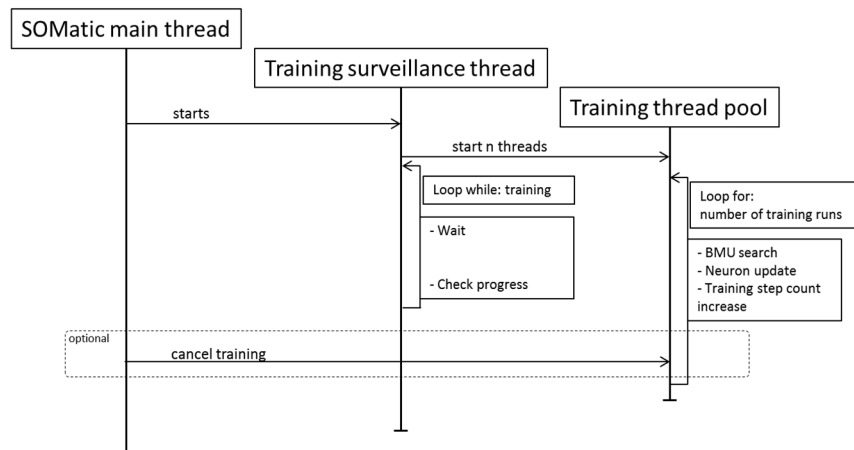 SOMatic main thread
Training surveillance thread
Training thread pool
starts
start n threads
Loop while: training
- Wait
- Check progress
Loop for:
number of training runs
- BMU search
- Neuron update
- Training step count
increase
optional
cancel training